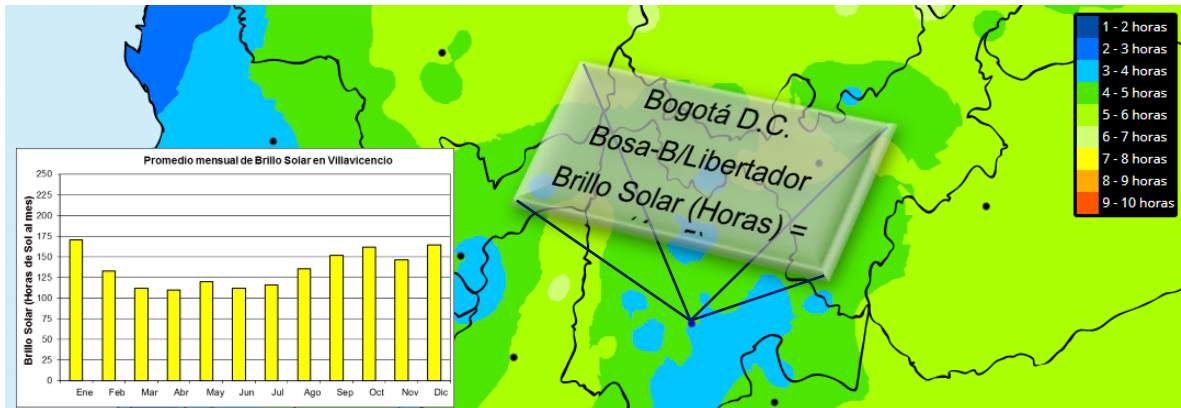 Promedio mensual de Brillo Solar en Villavicencio
Brillo Solar (Horas de Sol al mes)
250
225
200
175
150
125
100
75
50
25
0
Ene Feb Mar Abr May Jun Jul Ago Sep Oct Nov Dic
Bogotá D.C.
Bosa-B/Libertador
Brillo Solar (Horas) =
1 - 2 horas
2 - 3 horas
3 - 4 horas
4 - 5 horas
5 - 6 horas
6 - 7 horas
7 - 8 horas
8 - 9 horas
9 - 10 horas